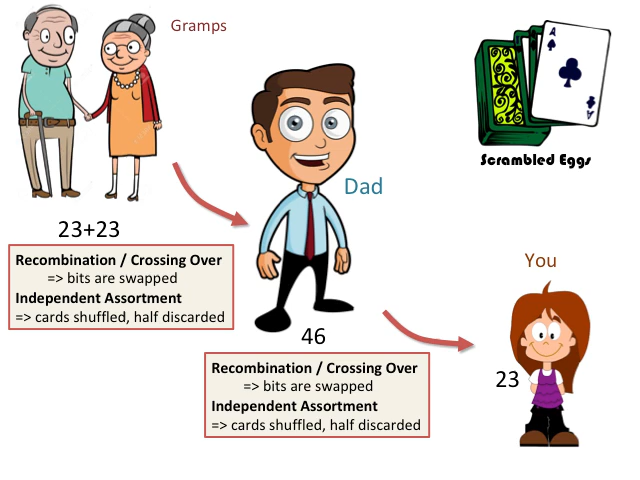 Gramps
A
Scrambled Eggs
Dad
23+23
Recombination / Crossing Over
=> bits are swapped
Independent Assortment
=> cards shuffled, half discarded
You
46
23
Recombination / Crossing Over
=> bits are swapped
Independent Assortment
=> cards shuffled, half discarded